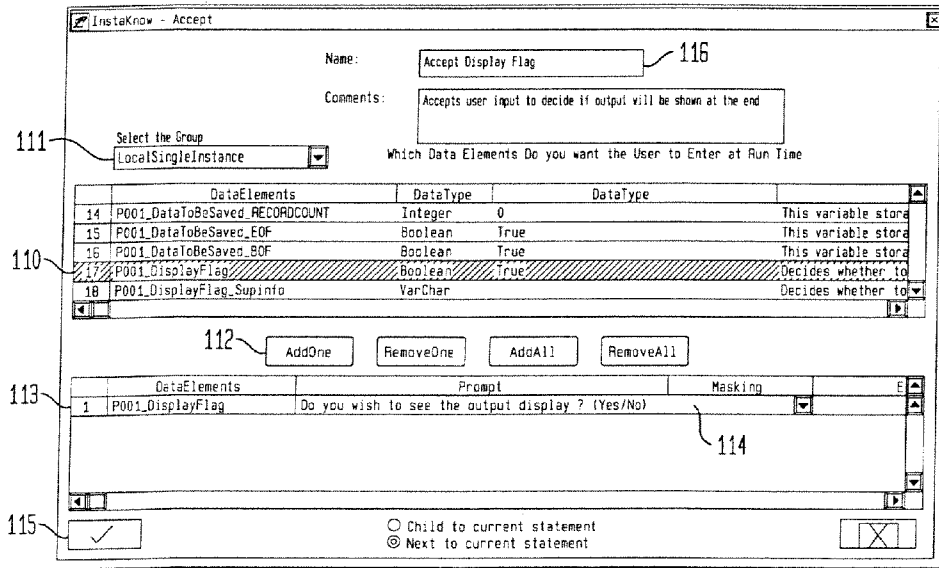 InstaKnow - Accept
Name: Accept Display Flag 116
Comments: Accepts user input to decide if output will be shown at the end
111 Select the Group
LocalSingleInstance
Which Data Elements Do you want the User to Enter at Run Time
DataElements DataType DataType
14 P001_DataToBeSaved_RECORDCOUNT Integer 0 This variable stora
15 P001_DataToBeSaved_EOF Boolean True This variable stora
16 P001_DataToBeSaved_BOF Boolean True This variable stora
110 17 P001_DisplayFlag Boolean True Decides whether to
18 P001_DisplayFlag_Supinfo VarChar Decides whether to
112 AddOne RemoveOne AddAll RemoveAll
DataElements Prompt Masking E
113 1 P001_DisplayFlag Do you wish to see the output display ? (Yes/No)
114
115 Child to current statement
Next to current statement